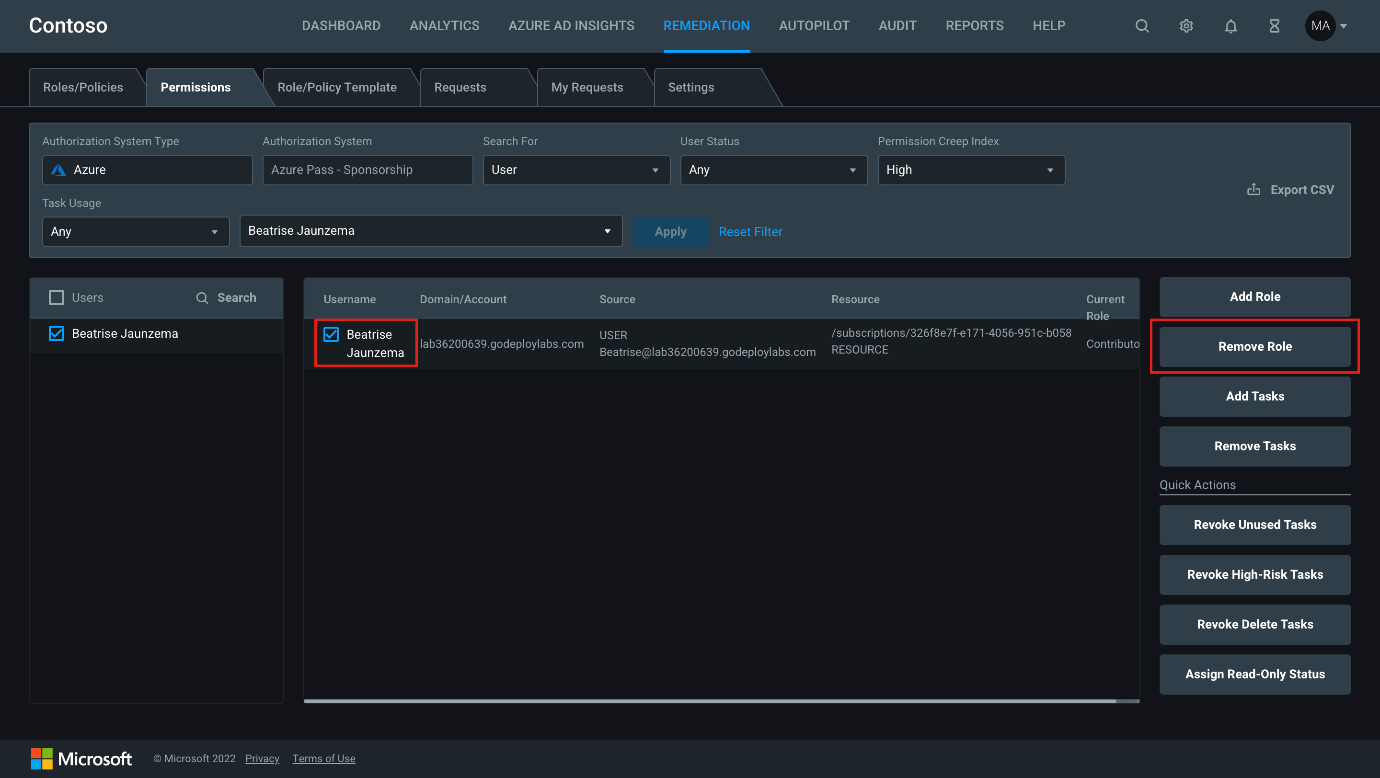 Contoso
DASHBOARD ANALYTICS AZURE AD INSIGHTS REMEDIATION AUTOPILOT AUDIT REPORTS HELP MA
Roles/Policies Permissions Role/Policy Template Requests My Requests Settings
Authorization System Type Authorization System Search For User Status Permission Creep Index
Azure Azure Pass - Sponsorship User Any High
Export CSV
Task Usage
Any Beatrise Jaunzema Apply Reset Filter
Users Search
Beatrise Jaunzema
Username Domain/Account Source Resource Current
Role
Beatrise
Jaunzema
lab36200639.godeploylabs.com
USER
Beatrise@lab36200639.godeploylabs.com
/subscriptions/326f8e7f-e171-4056-951c-b058
RESOURCE
Contributo
Add Role
Remove Role
Add Tasks
Remove Tasks
Quick Actions
Revoke Unused Tasks
Revoke High-Risk Tasks
Revoke Delete Tasks
Assign Read-Only Status
Microsoft © Microsoft 2022 Privacy Terms of Use